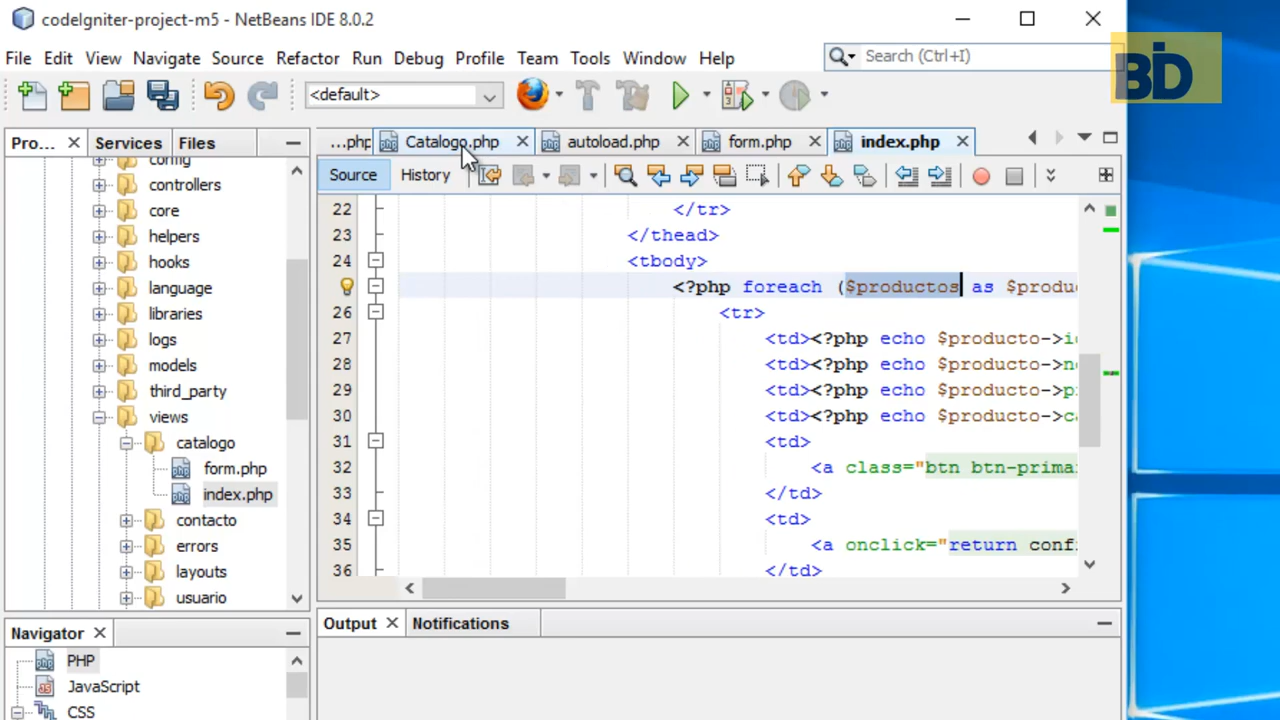 codeIgniter-project-m5 - NetBeans IDE 8.0.2
File Edit View Navigate Source Refactor Run Debug Profile Team Tools Window Help
Search (Ctrl+I)
BID
<default>
Pro... Services Files
...php Catalogo.php autoload.php form.php index.php
Source History
config
controllers
core
helpers
hooks
language
libraries
logs
models
third_party
views
catalogo
form.php
index.php
contacto
errors
layouts
usuario
22 </tr>
23 </thead>
24 <tbody>
<?php foreach ($productos as $produ
26 <tr>
27 <td><?php echo $producto->i
28 <td><?php echo $producto->n
29 <td><?php echo $producto->p
30 <td><?php echo $producto->c
31 <td>
32 <a class="btn btn-prima
33 </td>
34 <td>
35 <a onclick="return conf
36 </td>
Navigator
PHP
JavaScript
CSS
Output Notifications